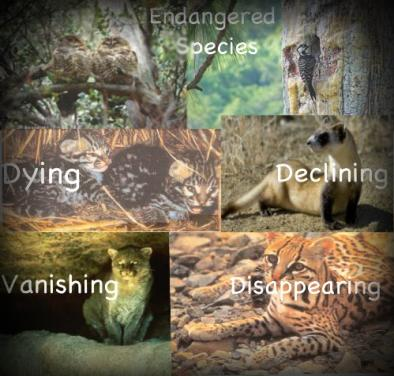 Endangered
Species
Dying
Declining
Vanishing
Disappearing